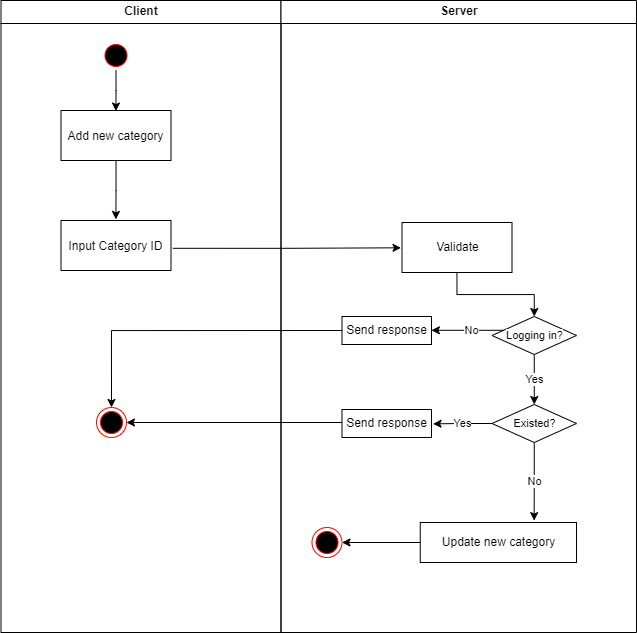 Client
Server
Add new category
Input Category ID
Validate
Send response
No
Logging in?
Yes
Send response
Yes
Existed?
No
Update new category